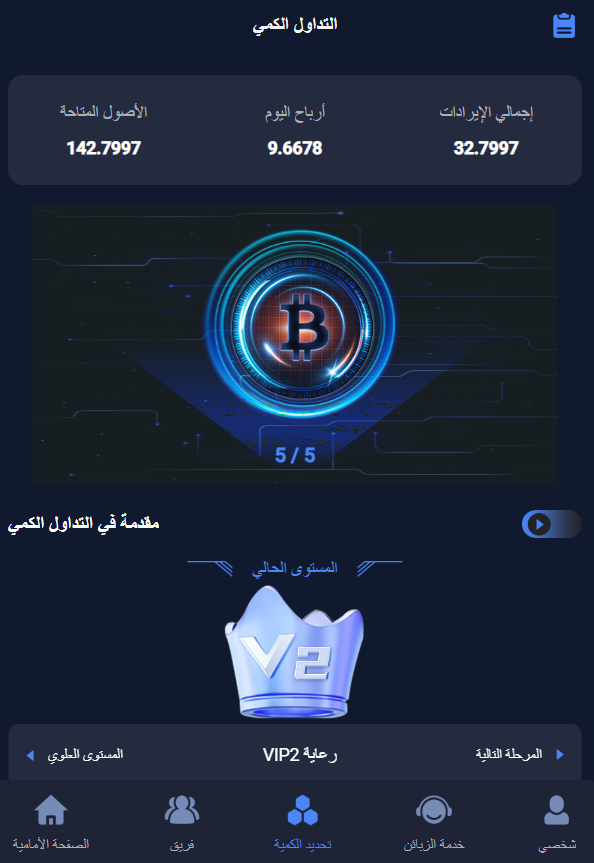 التداول الكمي
إجمالي الإيرادات
32.7997
أرباح اليوم
9.6678
الأصول المتاحة
142.7997
5 / 5
مقدمة في التداول الكمي
المستوى الحالي
V2
المرحلة التالية
رعاية VIP2
المستوى العلوي
شخصي
خدمة الزبائن
تحديد الكمية
فريق
الصفحة الأمامية